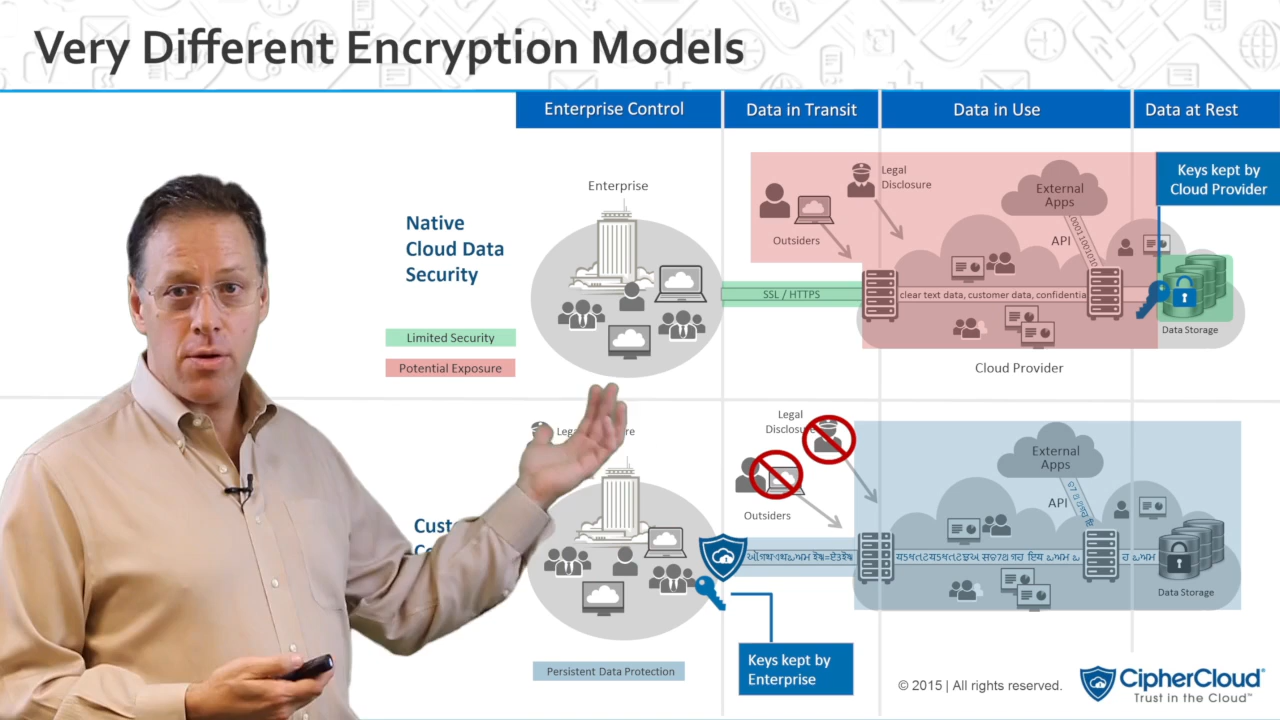 Very Different Encryption Models
Enterprise Control
Data in Transit
Data in Use
Data at Rest
Native
Cloud Data
Security
Limited Security
Potential Exposure
Enterprise
Outsiders
Legal
Disclosure
SSL / HTTPS
External
Apps
API
clear text data, customer data, confidentia
Cloud Provider
Keys kept by
Cloud Provider
Data Storage
Legal
Disclosu
Outsiders
External
Apps
API
Data Storage
Persistent Data Protection
Keys kept by
Enterprise
© 2015 | All rights reserved.
CipherCloud®
Trust in the Cloud™